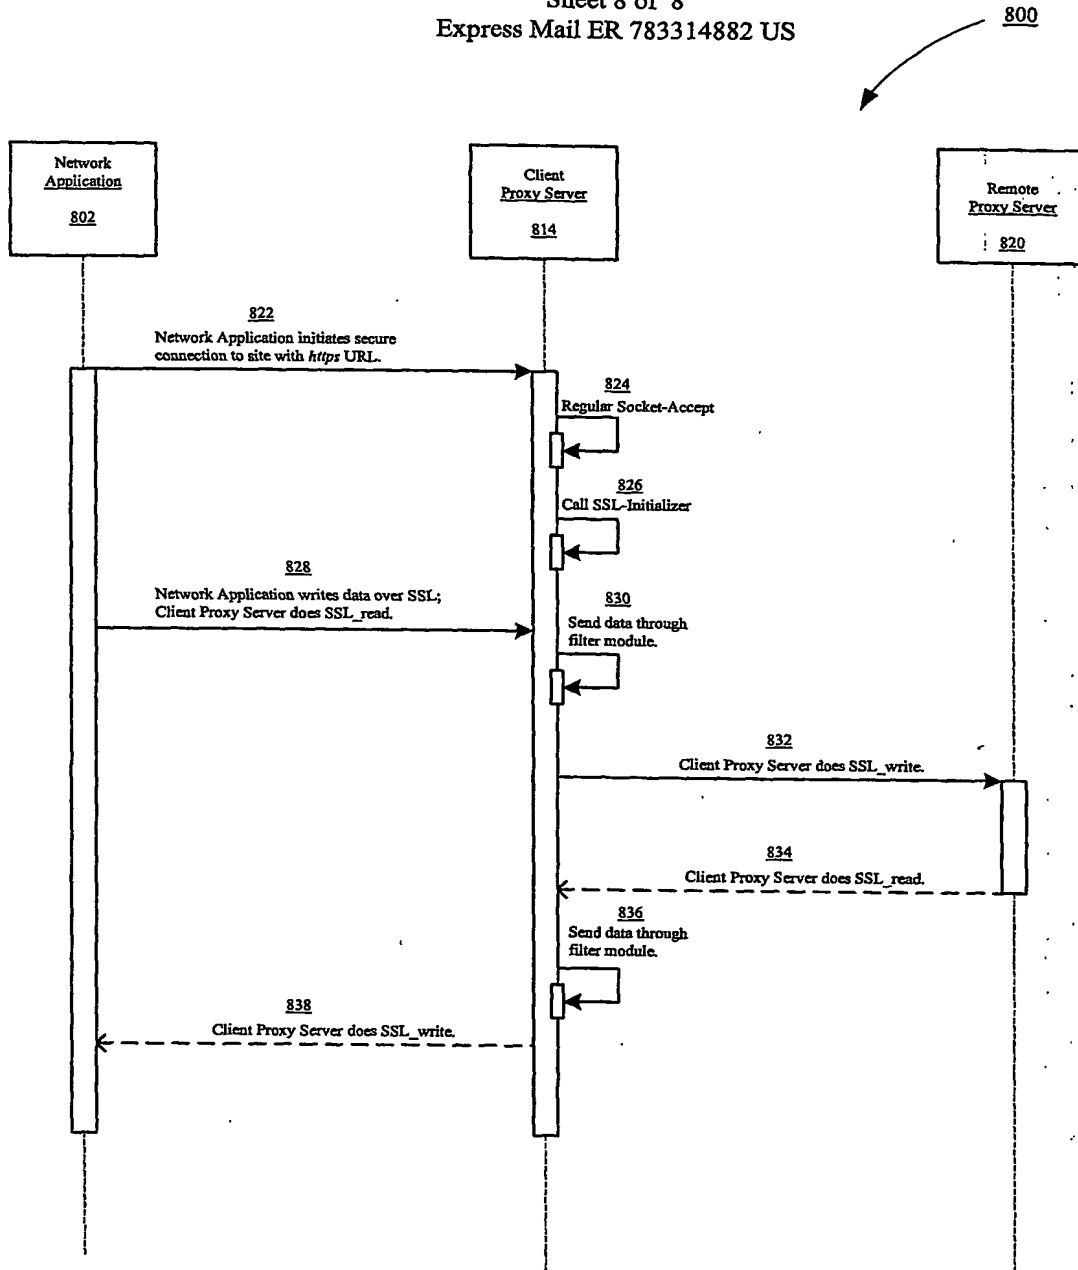 Sheet 8 of 8
Express Mail ER 783314882 US
800
Network
Application
802
Client
Proxy Server
814
Remote
Proxy Server
820
822
Network Application initiates secure
connection to site with https URL.
824
Regular Socket-Accept
826
Call SSL-Initializer
828
Network Application writes data over SSL;
Client Proxy Server does SSL_read.
830
Send data through
filter module.
832
Client Proxy Server does SSL_write.
834
Client Proxy Server does SSL_read.
836
Send data through
filter module.
838
Client Proxy Server does SSL_write.